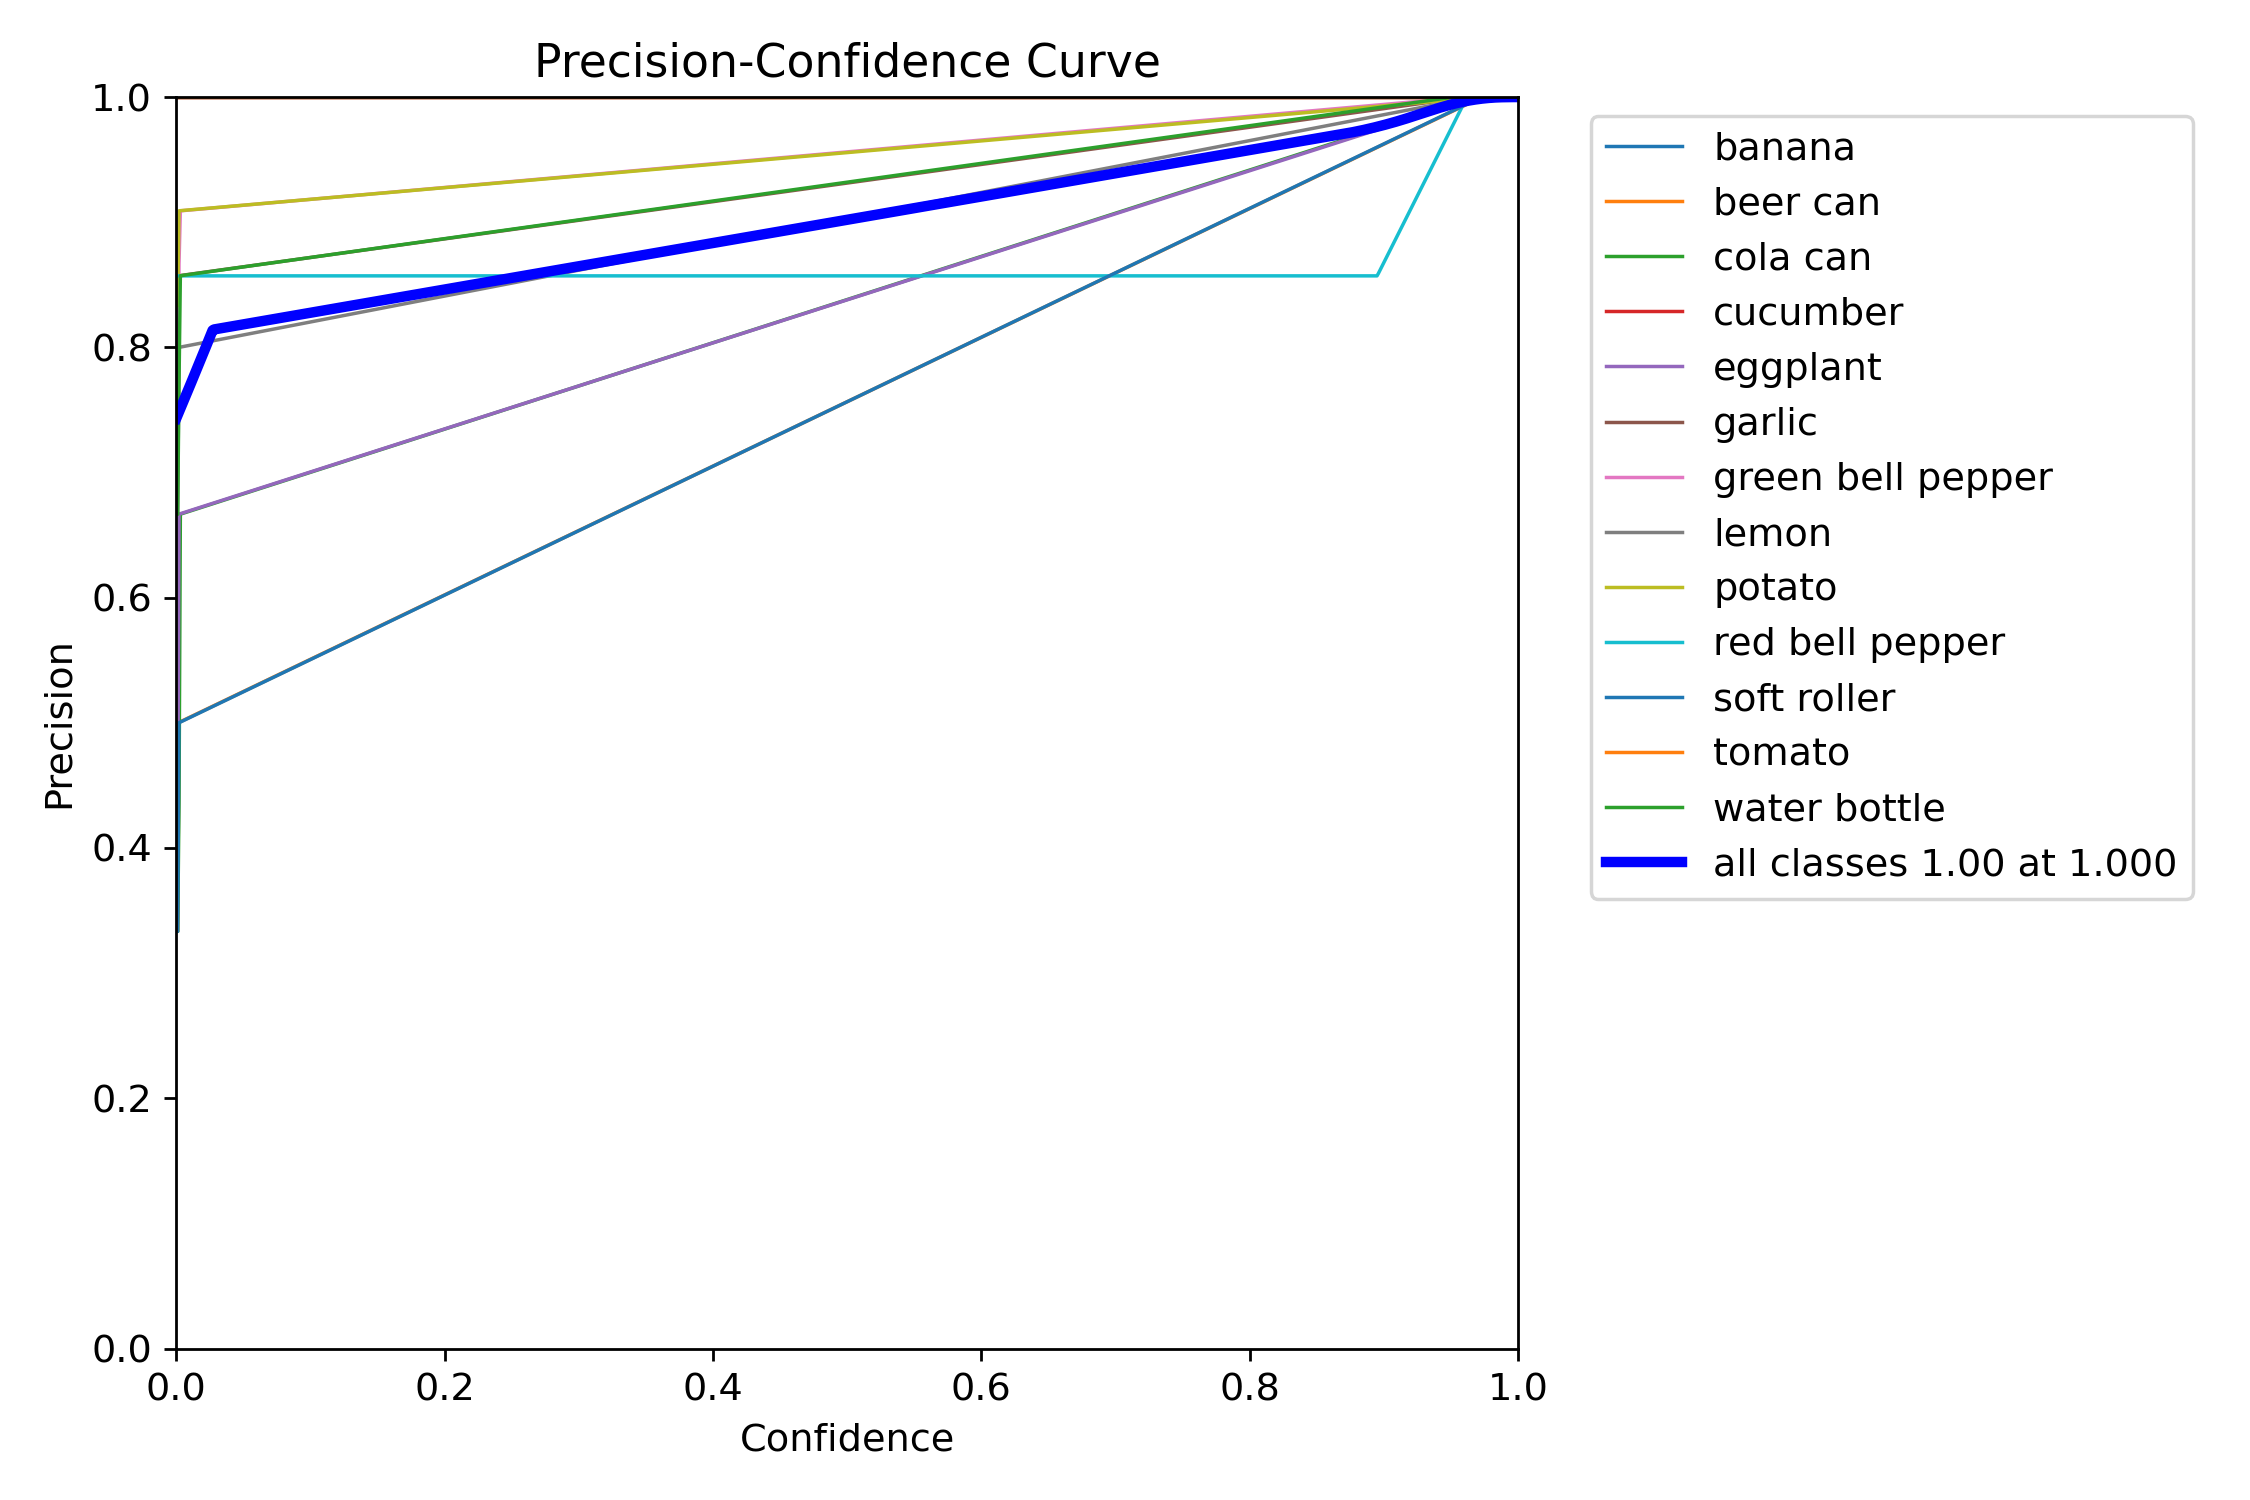 Precision-Confidence Curve
1.0
0.8
0.6
0.4
0.2
0.0
Precision
0.0 0.2 0.4 0.6 0.8 1.0
Confidence
banana
beer can
cola can
cucumber
eggplant
garlic
green bell pepper
lemon
potato
red bell pepper
soft roller
tomato
water bottle
all classes 1.00 at 1.000